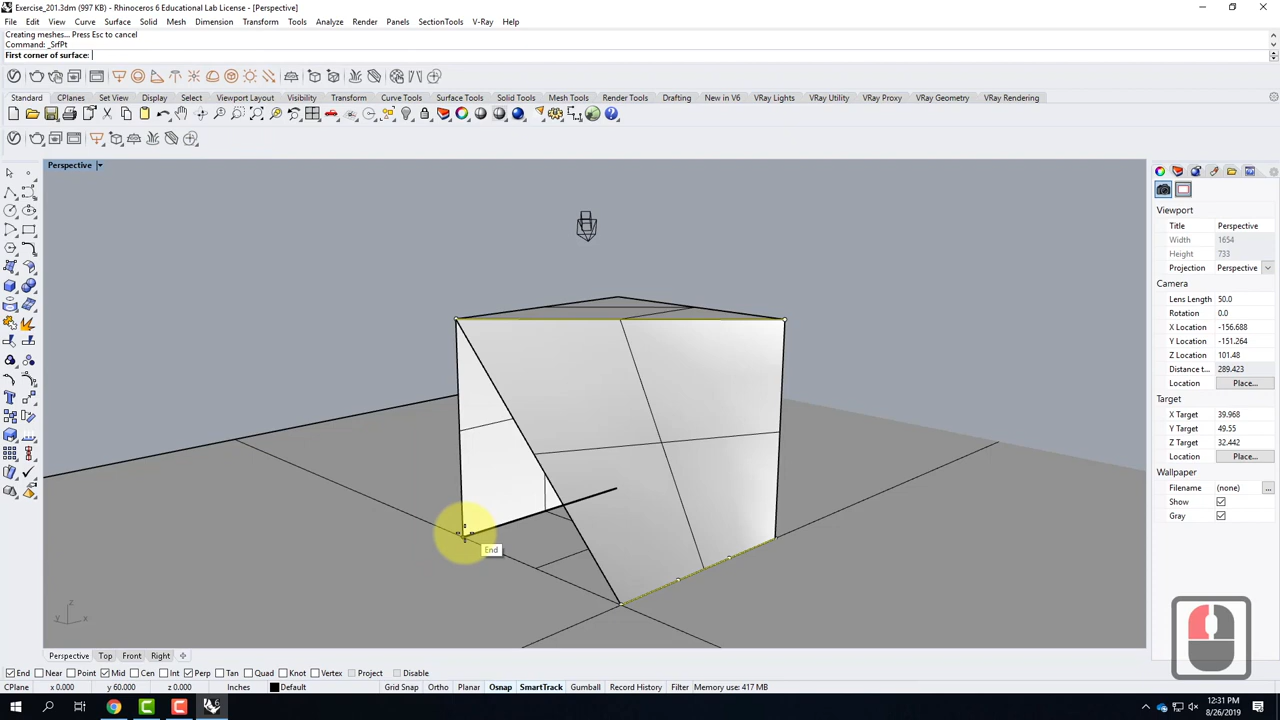 Exercise_201.3dm (997 KB) - Rhinoceros 6 Educational Lab License - [Perspective]
File Edit View Curve Surface Solid Mesh Dimension Transform Tools Analyze Render Panels SectionTools V-Ray Help
Creating meshes... Press Esc to cancel
Command: _SrfPt
First corner of surface:
Standard CPlanes Set View Display Select Viewport Layout Visibility Transform Curve Tools Surface Tools Solid Tools Mesh Tools Render Tools Drafting New in V6 VRay Lights VRay Utility VRay Proxy VRay Geometry VRay Rendering
Perspective
Viewport
Title Perspective
Width 1654
Height 733
Projection Perspective
Camera
Lens Length 50.0
Rotation 0.0
X Location -156.688
Y Location -151.264
Z Location 101.48
Distance t... 289.423
Location Place...
Target
X Target 39.968
Y Target 49.55
Z Target 32.442
Location Place...
Wallpaper
Filename (none) ...
Show
Gray
End
z
y x
Perspective Top Front Right
End Near Point Mid Cen Int Perp Tan Quad Knot Vertex Project Disable
CPlane x 0.000 y 60.000 z 0.000 Inches Default Grid Snap Ortho Planar Osnap SmartTrack Gumball Record History Filter Memory use: 417 MB
12:31 PM
8/26/2019